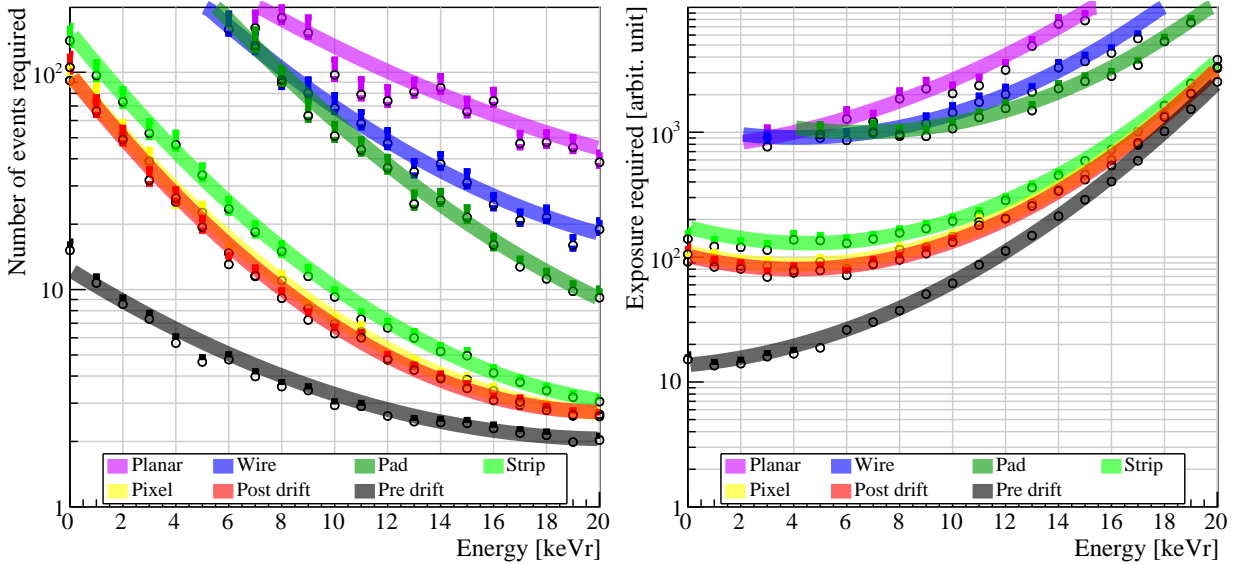 Number of events required
10²
10
1
Planar Wire Pad Strip
Pixel Post drift Pre drift
0 2 4 6 8 10 12 14 16 18 20
Energy [keVr]
Exposure required [arbit. unit]
10³
10²
10
1
Planar Wire Pad Strip
Pixel Post drift Pre drift
0 2 4 6 8 10 12 14 16 18 20
Energy [keVr]